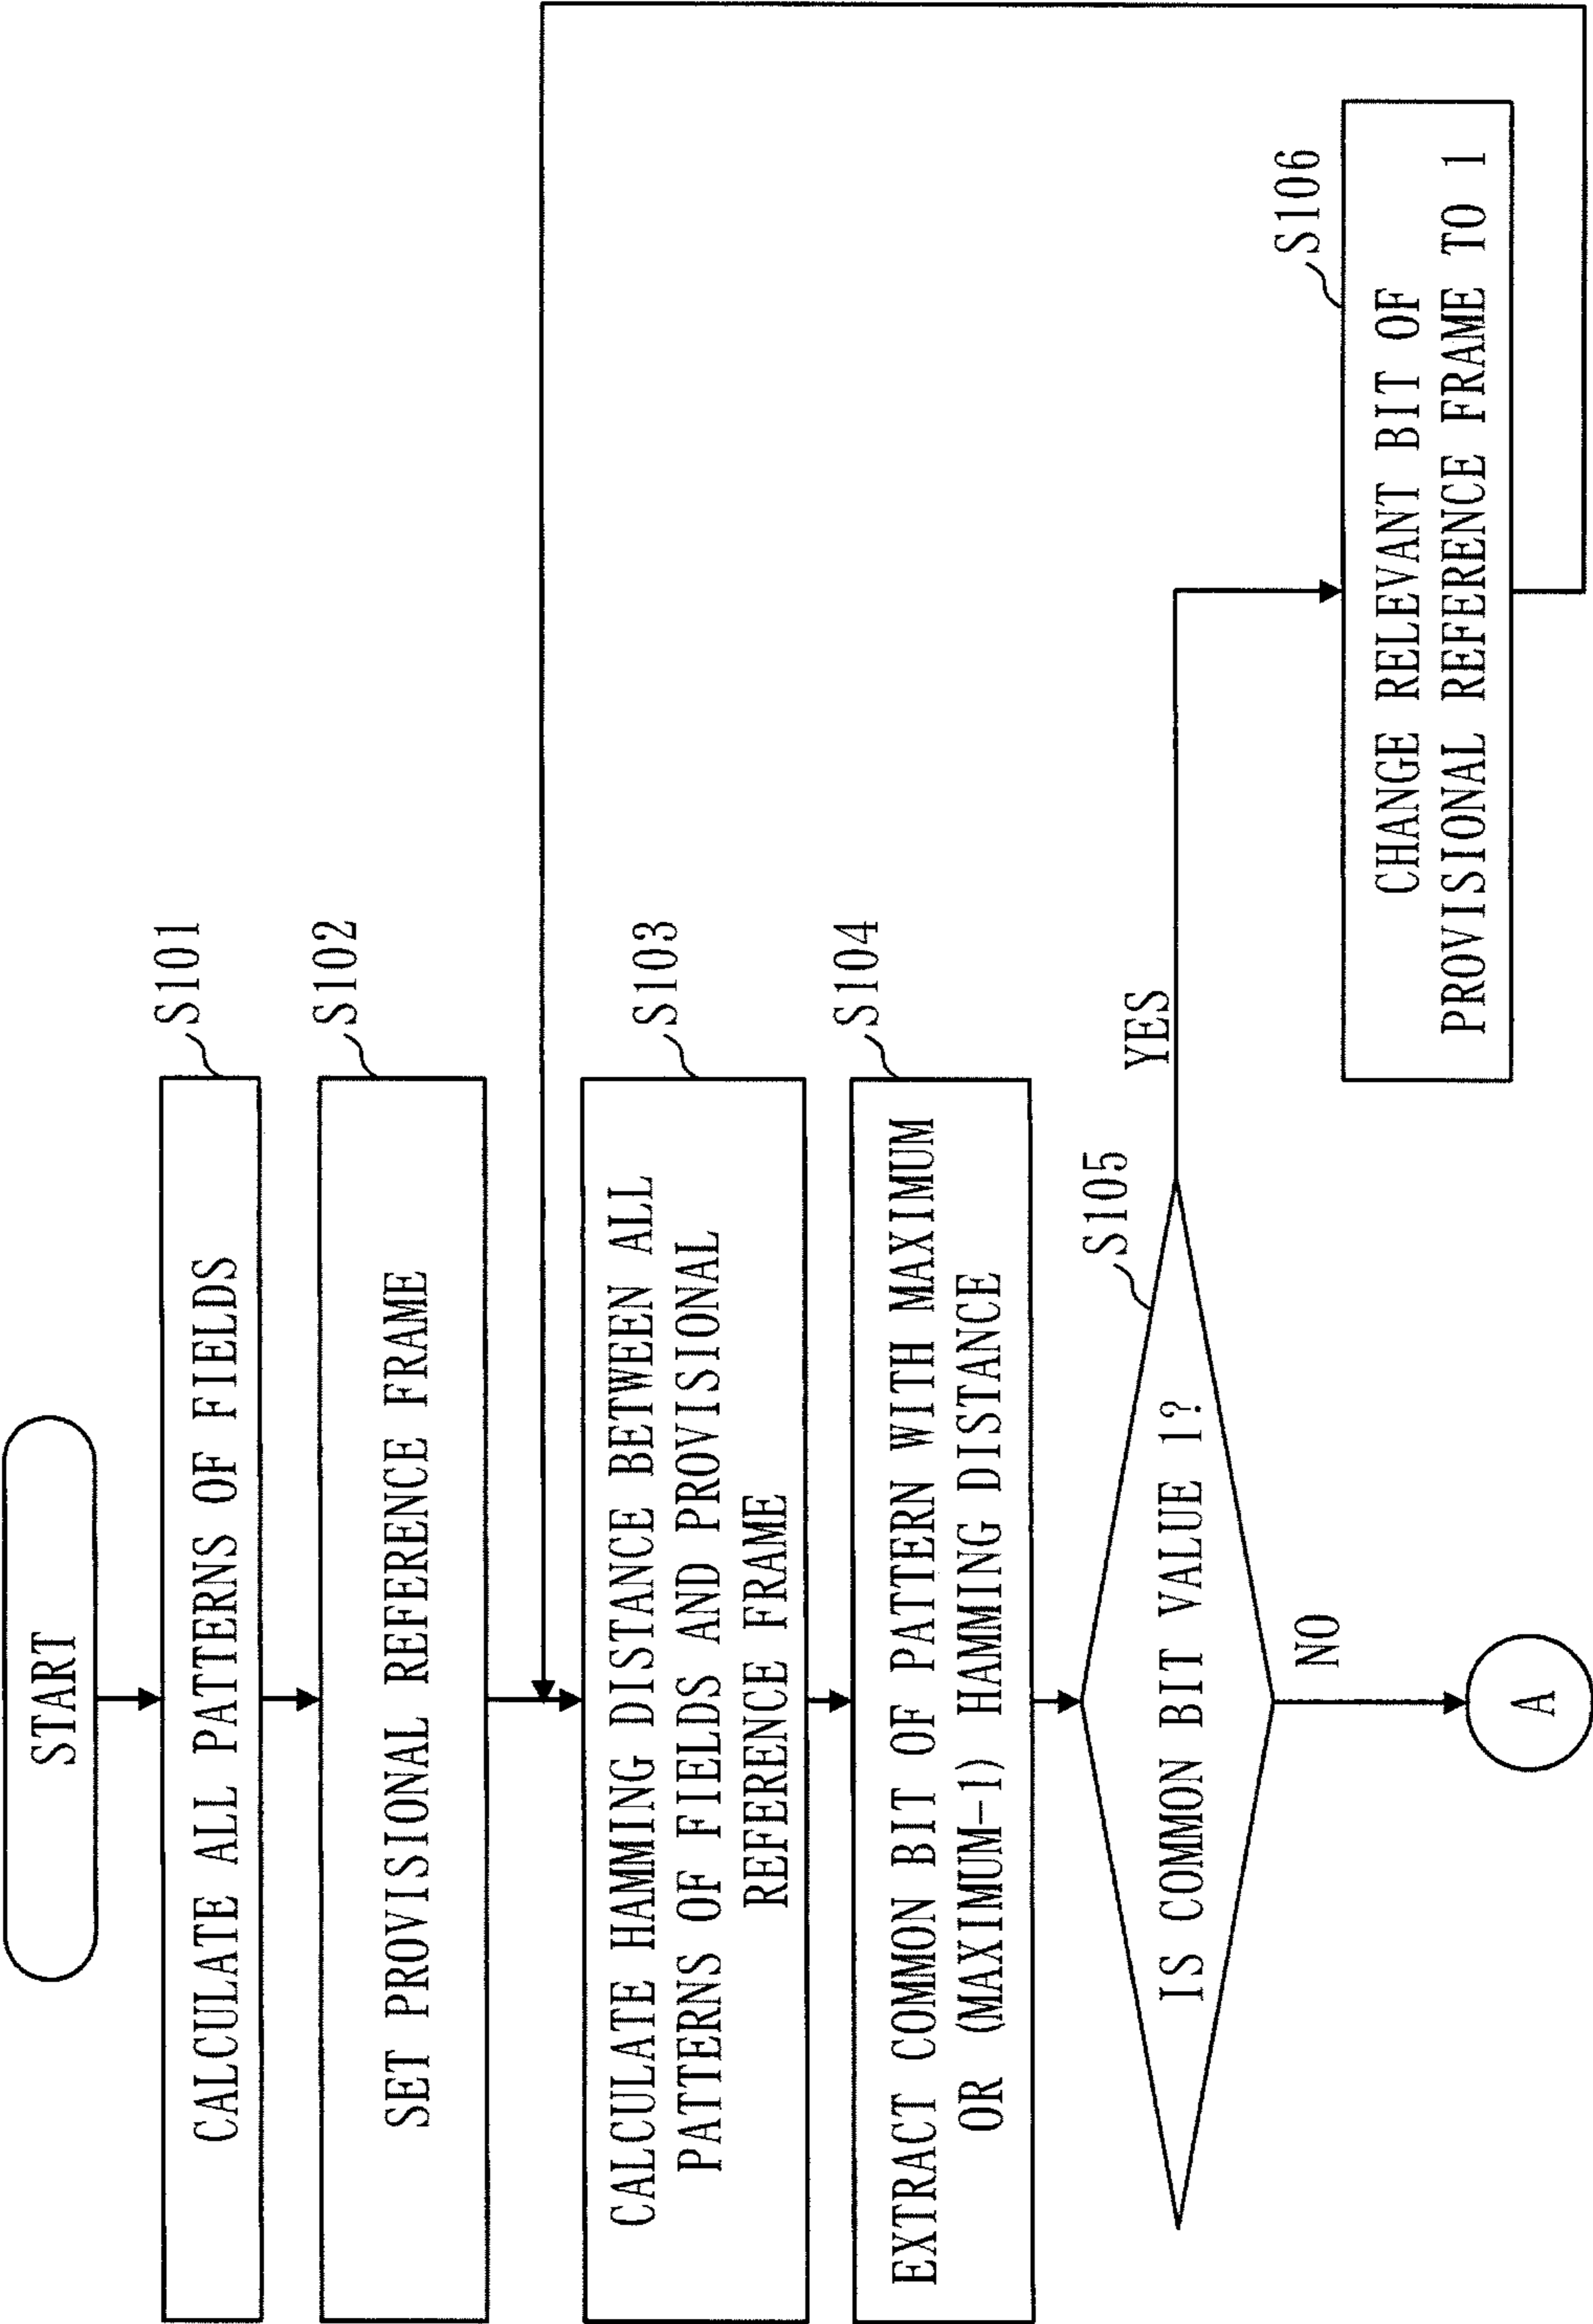 START
S101
CALCULATE ALL PATTERNS OF FIELDS
S102
SET PROVISIONAL REFERENCE FRAME
S103
CALCULATE HAMMING DISTANCE BETWEEN ALL
PATTERNS OF FIELDS AND PROVISIONAL
REFERENCE FRAME
S104
EXTRACT COMMON BIT OF PATTERN WITH MAXIMUM
OR (MAXIMUM-1) HAMMING DISTANCE
S105
IS COMMON BIT VALUE 1?
YES
NO
S106
CHANGE RELEVANT BIT OF
PROVISIONAL REFERENCE FRAME TO 1
A